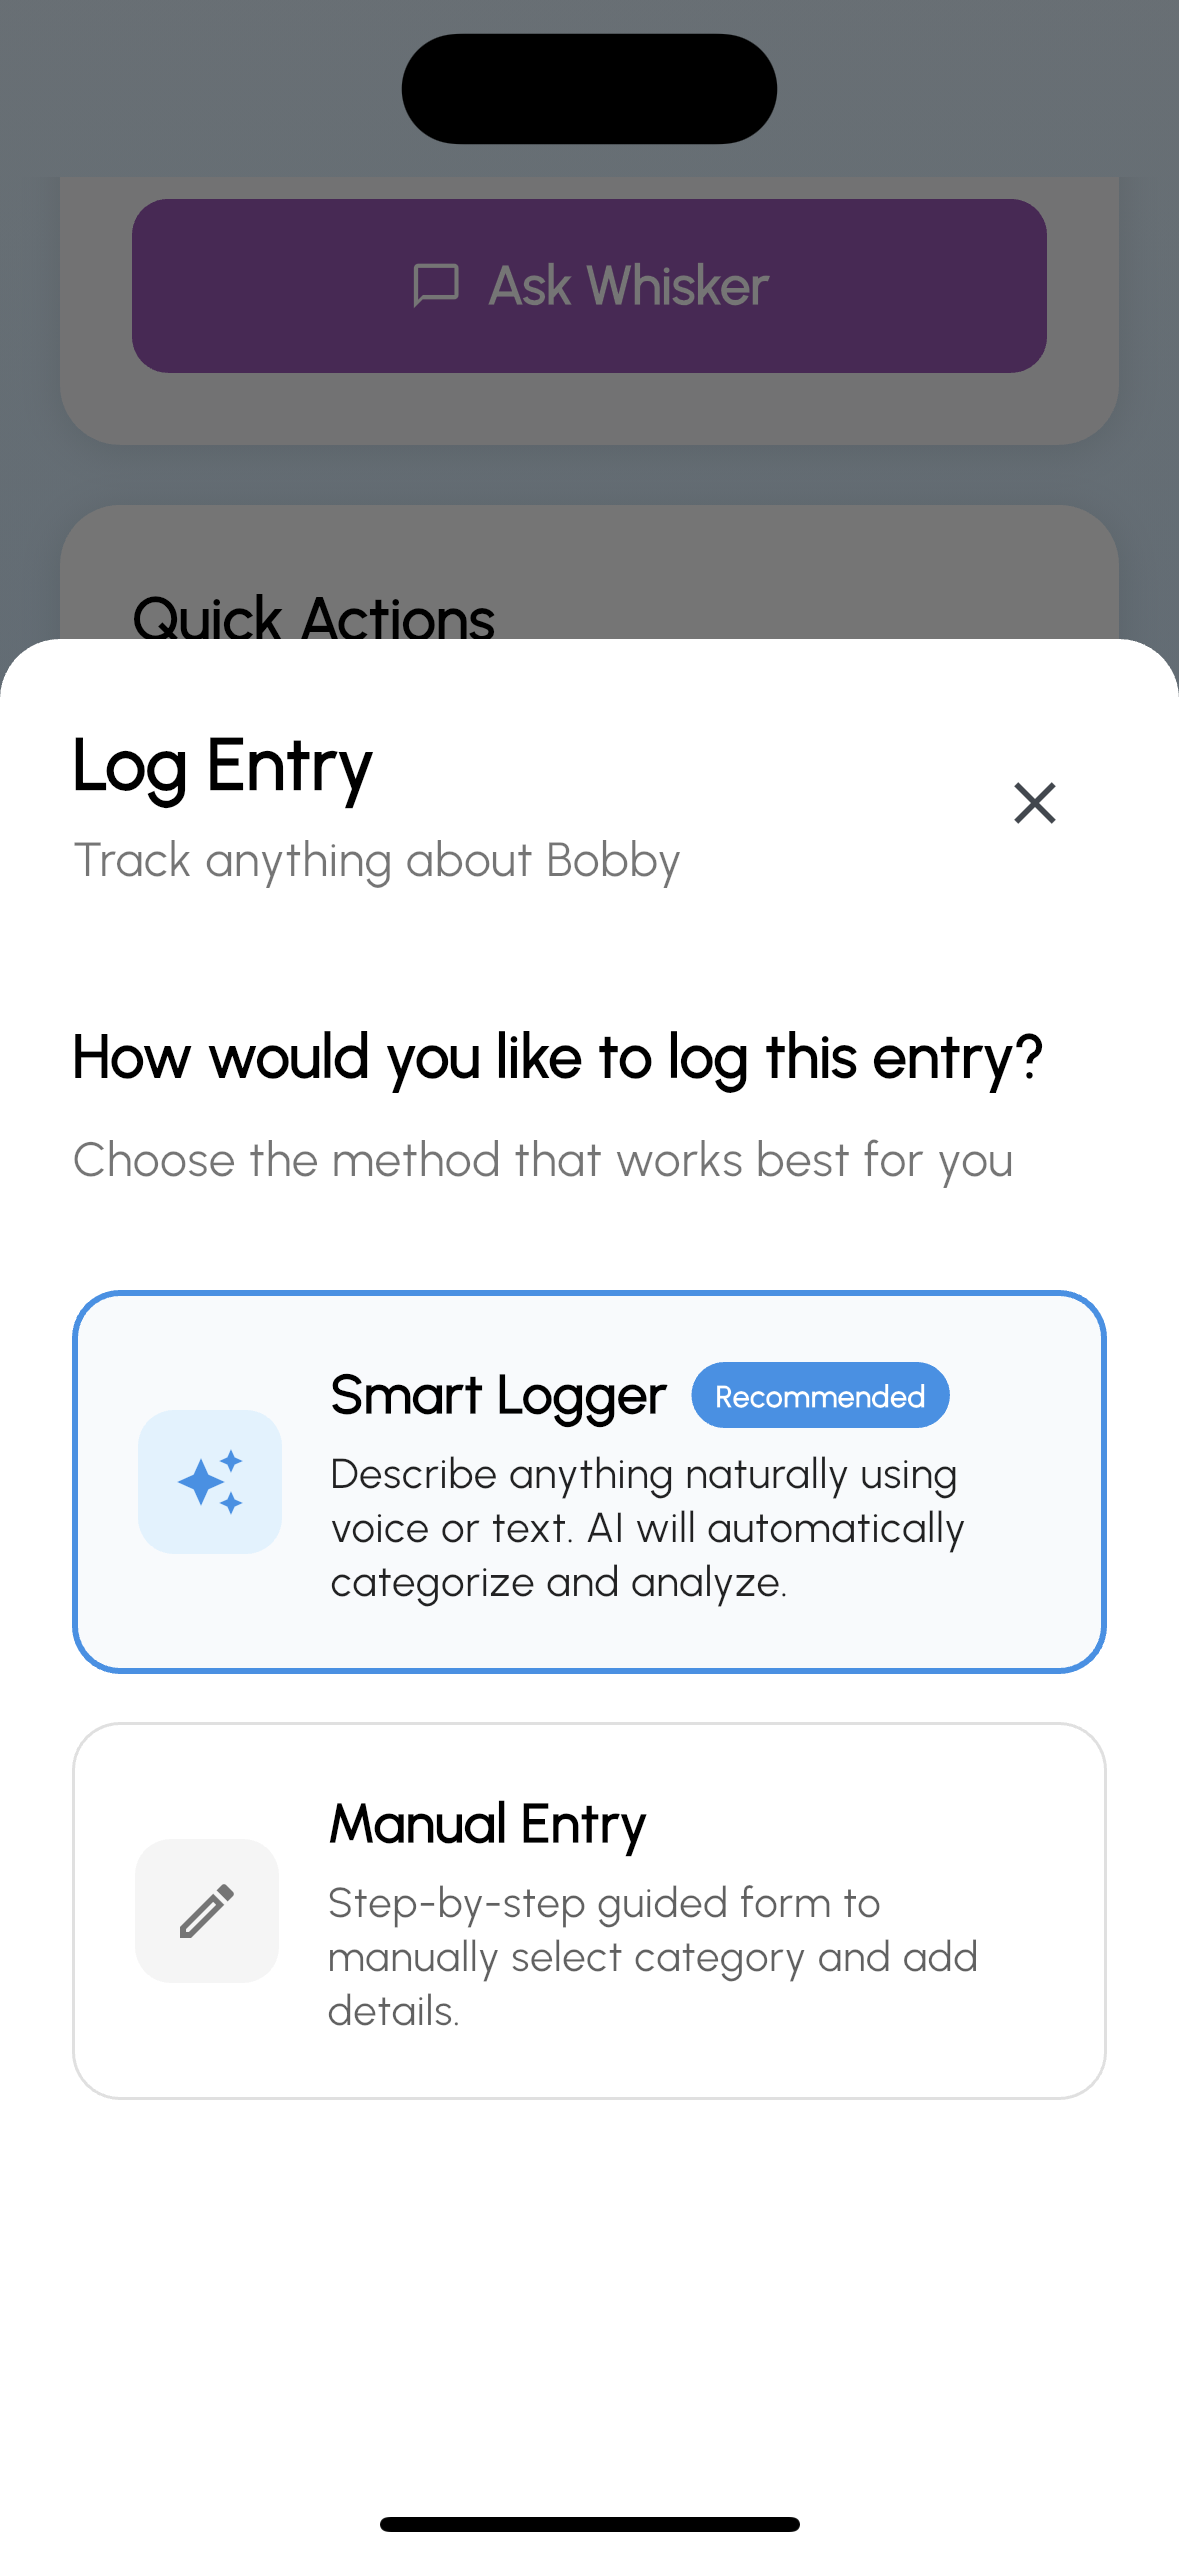 Ask Whisker
Quick Actions
Log Entry
Track anything about Bobby
How would you like to log this entry?
Choose the method that works best for you
Smart Logger Recommended
Describe anything naturally using
voice or text. AI will automatically
categorize and analyze.
Manual Entry
Step-by-step guided form to
manually select category and add
details.